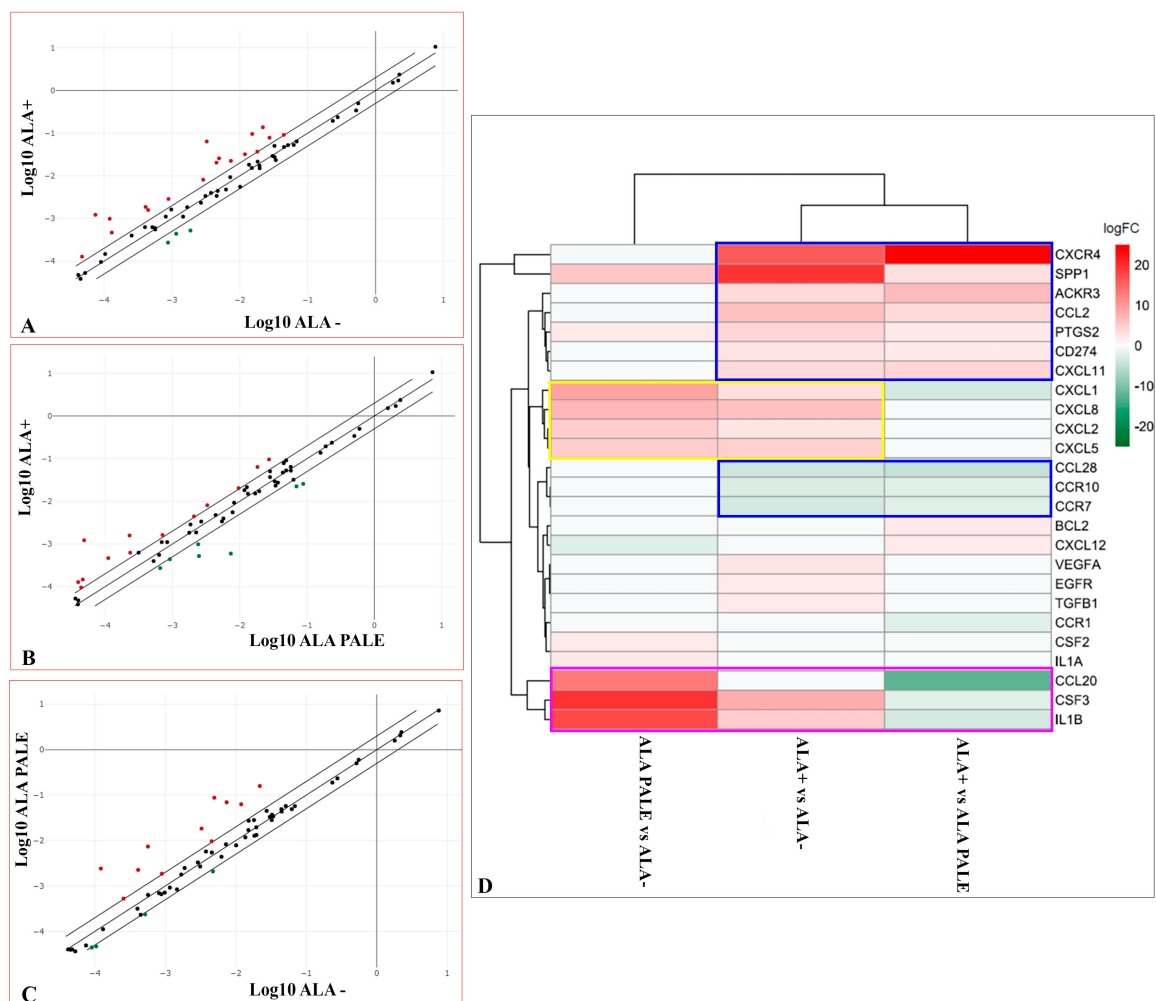 1
0
−1
−2
−3
−4
−4
−3
−2
−1
0
1
Log10 ALA+
Log10 ALA -
A
1
0
−1
−2
−3
−4
−4
−3
−2
−1
0
1
Log10 ALA+
Log10 ALA PALE
B
1
0
−1
−2
−3
−4
−4
−3
−2
−1
0
1
Log10 ALA PALE
Log10 ALA -
C
logFC
20
10
0
-10
-20
CXCR4
SPP1
ACKR3
CCL2
PTGS2
CD274
CXCL11
CXCL1
CXCL8
CXCL2
CXCL5
CCL28
CCR10
CCR7
BCL2
CXCL12
VEGFA
EGFR
TGFB1
CCR1
CSF2
IL1A
CCL20
CSF3
IL1B
ALA PALE vs ALA-
ALA+ vs ALA-
ALA+ vs ALA PALE
D